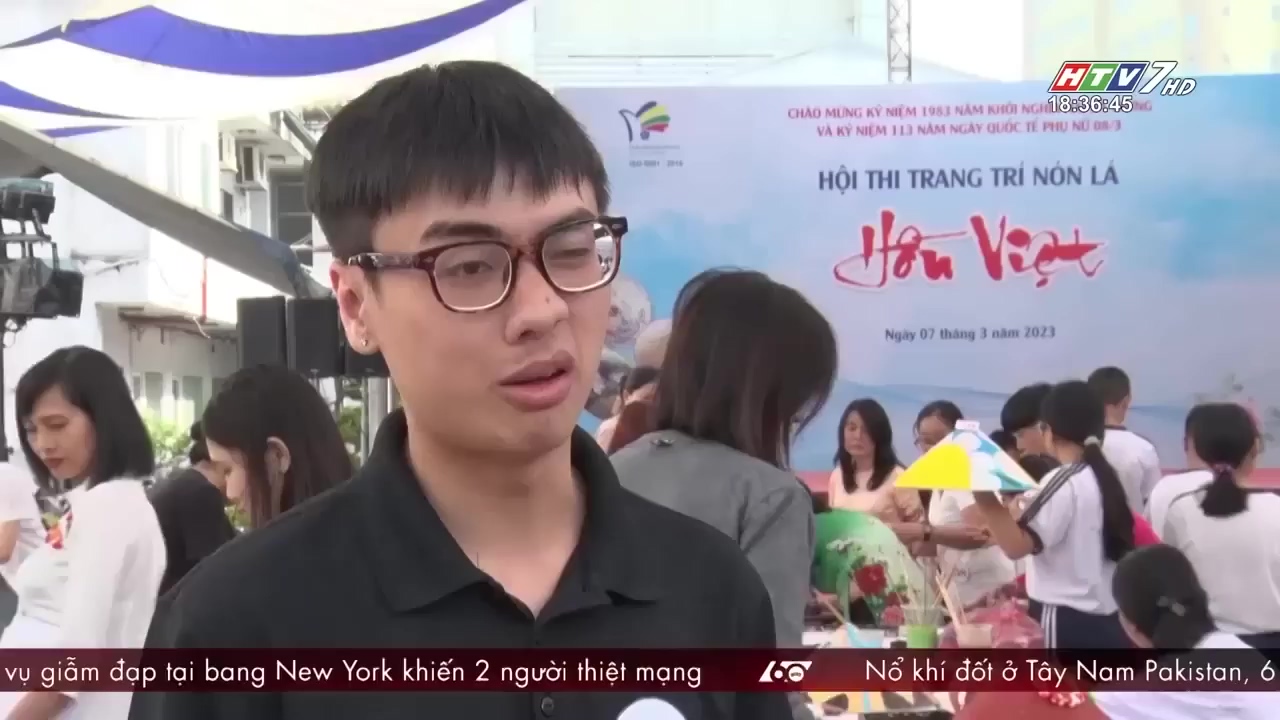 HTV7 HD
18:36:45
CHÀO MỪNG KỶ NIỆM 1983 NĂM KHỞI
VÀ KỶ NIỆM 113 NĂM NGÀY QUỐC TẾ PHỤ NỮ 08/3
HỘI THI TRANG TRÍ NÓN LÁ
Hồn Việt
Ngày 07 tháng 3 năm 2023
vụ giẫm đạp tại bang New York khiến 2 người thiệt mạng
Nổ khí đốt ở Tây Nam Pakistan, 6